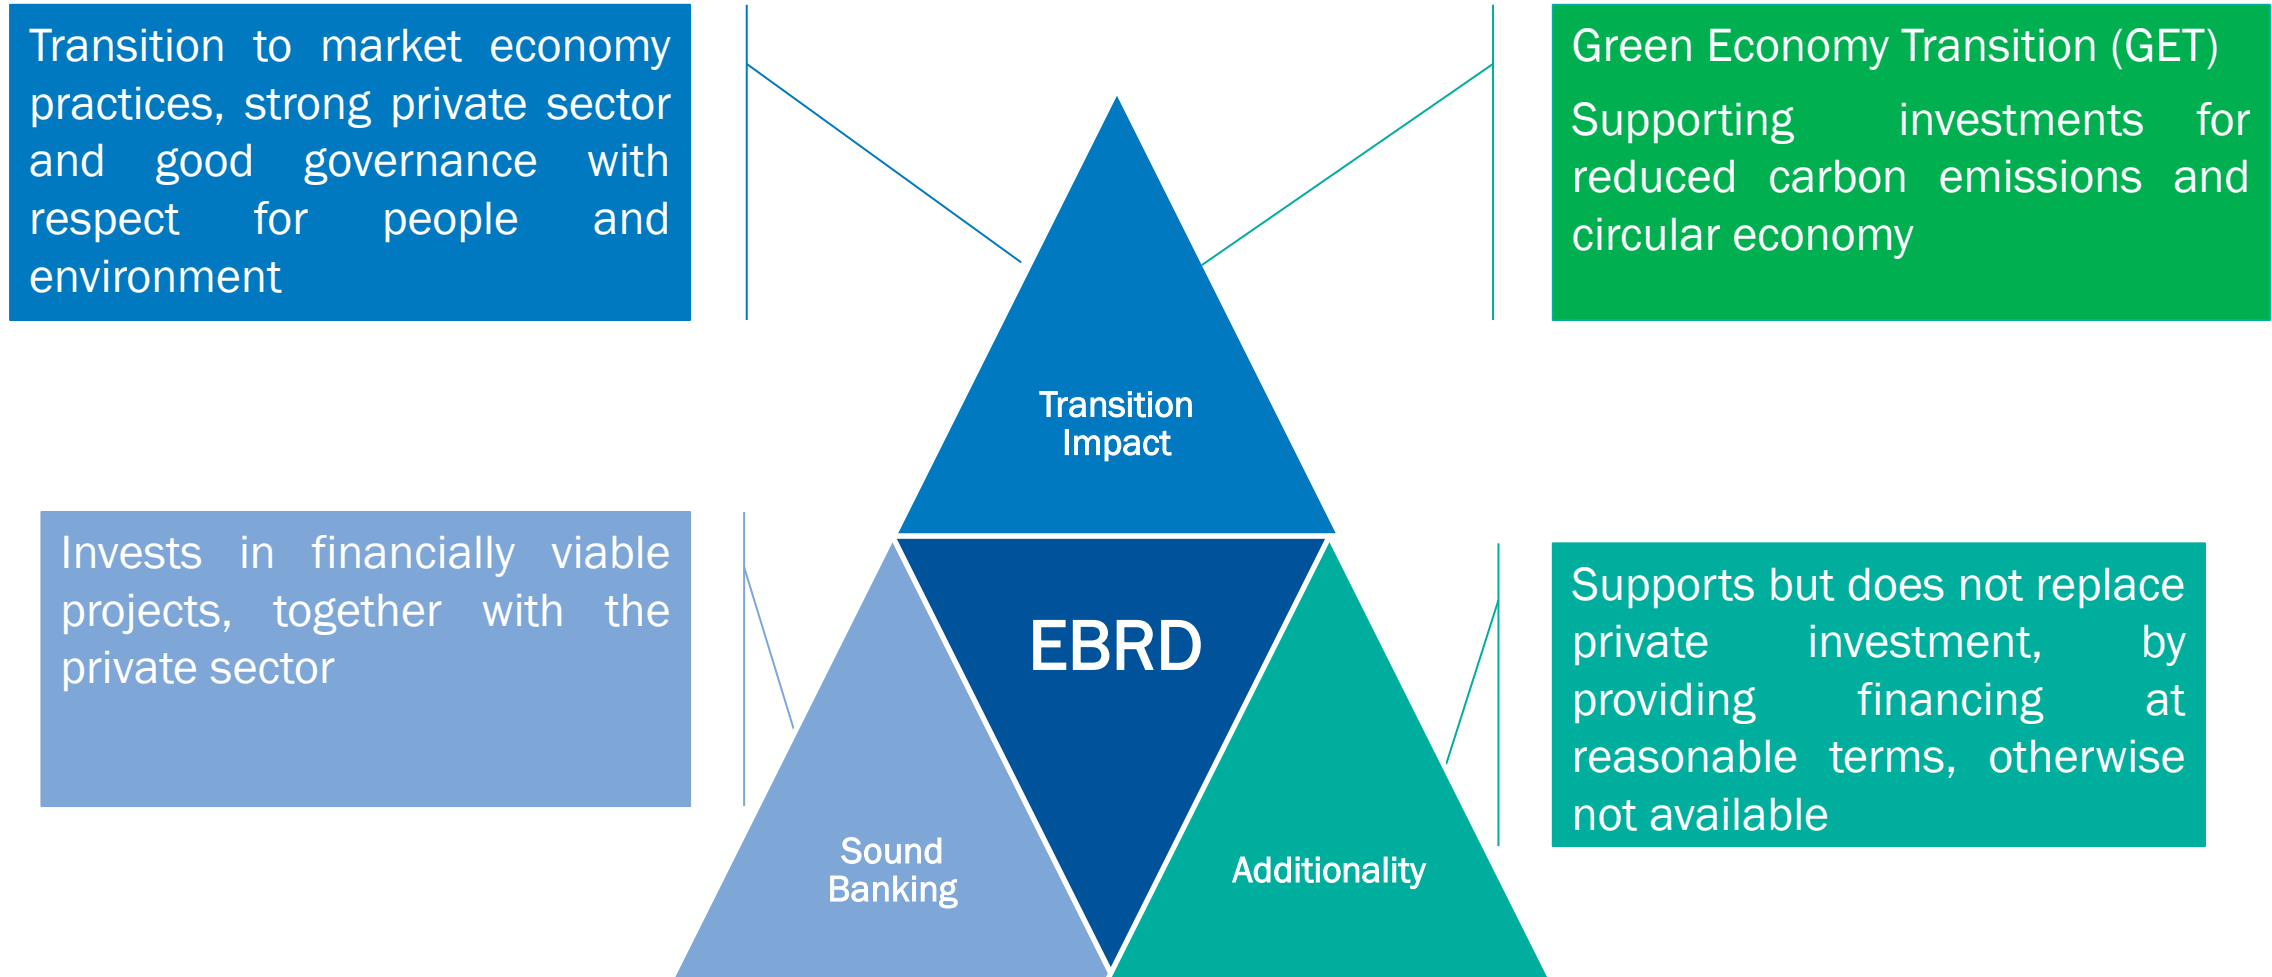 Transition to market economy
practices, strong private sector
and good governance with
respect for people and
environment
Green Economy Transition (GET)
Supporting investments for
reduced carbon emissions and
circular economy
Transition
Impact
Invests in financially viable
projects, together with the
private sector
EBRD
Supports but does not replace
private investment, by
providing financing at
reasonable terms, otherwise
not available
Sound
Banking
Additionality